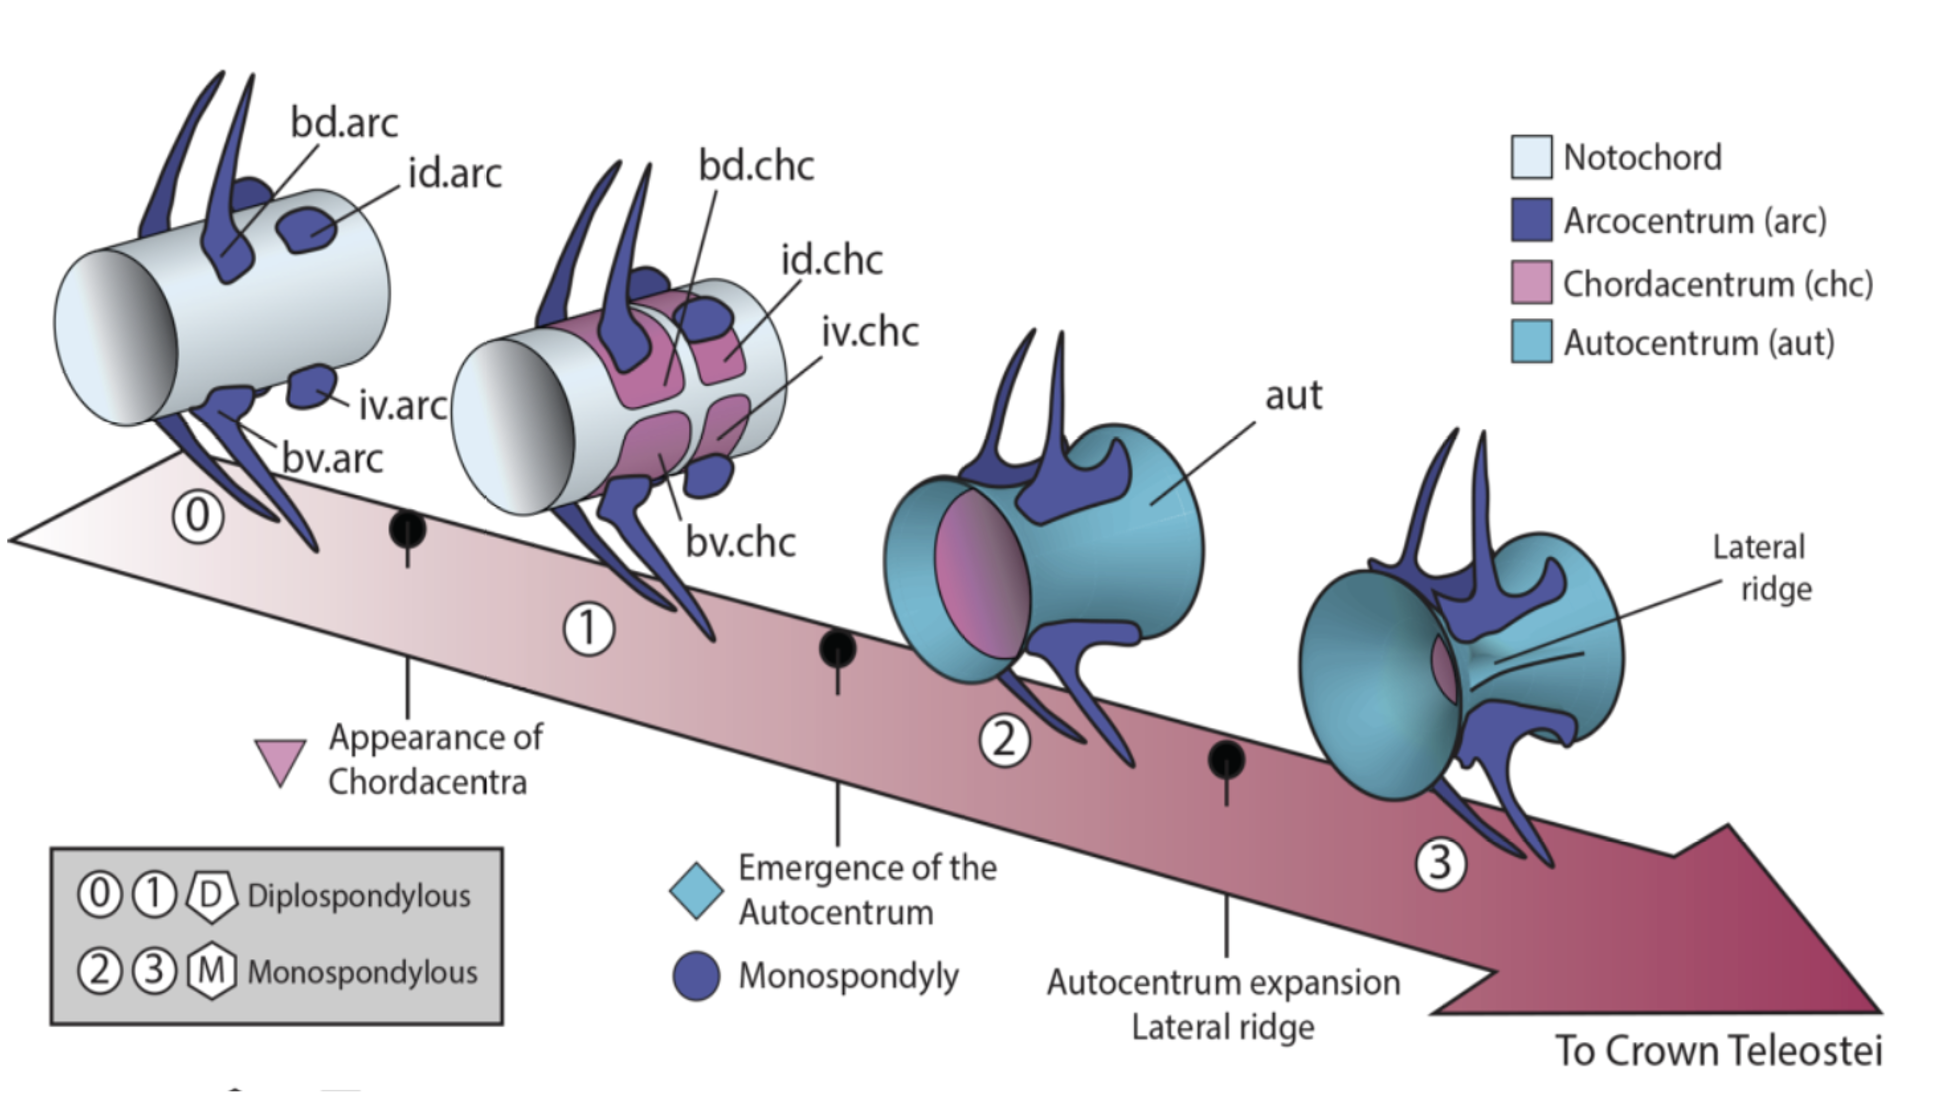 bd.arc
id.arc
iv.arc
bv.arc
bd.chc
id.chc
iv.chc
bv.chc
aut
Lateral
ridge
Notochord
Arcocentrum (arc)
Chordacentrum (chc)
Autocentrum (aut)
0
1
2
3
Appearance of
Chordacentra
Emergence of the
Autocentrum
Monospondyly
Autocentrum expansion
Lateral ridge
To Crown Teleostei
0 1 D Diplospondylous
2 3 M Monospondylous